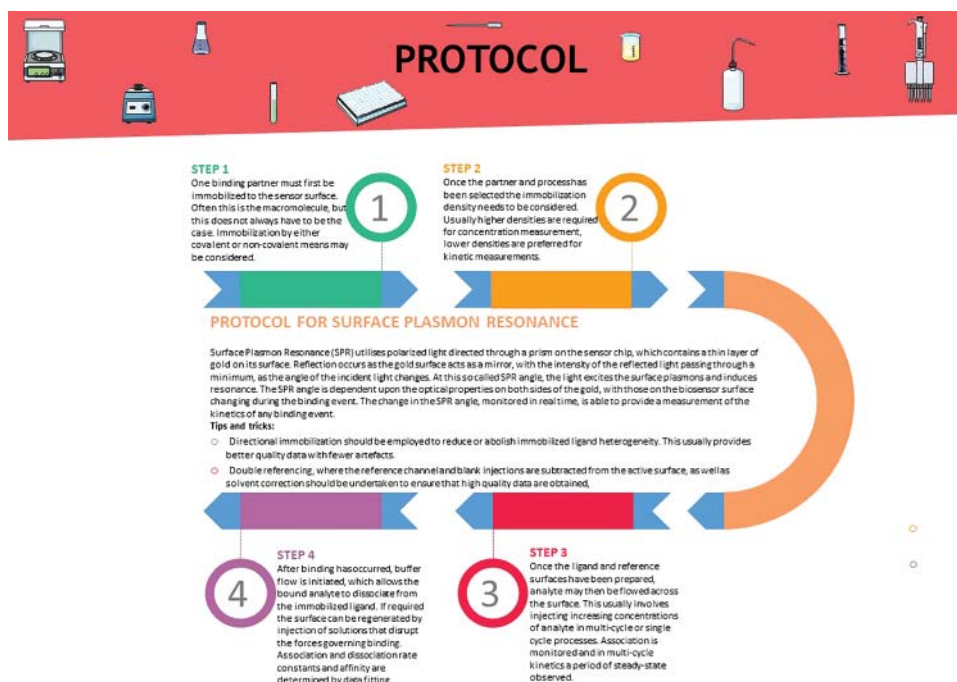 PROTOCOL
STEP 1
One binding partner must first be
immobilized to the sensor surface.
Often this is the macromolecule, but
this does not always have to be the
case. Immobilization by either
covalent or non-covalent means may
be considered.
1
STEP 2
Once the partner and process has
been selected the immobilization
density needs to be considered.
Usually higher densities are required
for concentration measurement,
lower densities are preferred for
kinetic measurements.
2
PROTOCOL FOR SURFACE PLASMON RESONANCE
Surface Plasmon Resonance (SPR) utilises polarized light directed through a prism on the sensor chip, which contains a thin layer of
gold on its surface. Reflection occurs as the gold surface acts as a mirror, with the intensity of the reflected light passing through a
minimum, as the angle of the incident light changes. At this so called SPR angle, the light excites the surface plasmons and induces
resonance. The SPR angle is dependent upon the optical properties on both sides of the gold, with those on the biosensor surface
changing during the binding event. The change in the SPR angle, monitored in real time, is able to provide a measurement of the
kinetics of any binding event.
Tips and tricks:
Directional immobilization should be employed to reduce or abolish immobilized ligand heterogeneity. This usually provides
better quality data with fewer artefacts.
Double referencing, where the reference channel and blank injections are subtracted from the active surface, as well as
solvent correction should be undertaken to ensure that high quality data are obtained,
STEP 3
Once the ligand and reference
surfaces have been prepared,
analyte may then be flowed across
the surface. This usually involves
injecting increasing concentrations
of analyte in multi-cycle or single
cycle processes. Association is
monitored and in multi-cycle
kinetics a period of steady-state
observed.
3
STEP 4
After binding has occurred, buffer
flow is initiated, which allows the
bound analyte to dissociate from
the immobilized ligand. If required
the surface can be regenerated by
injection of solutions that disrupt
the forces governing binding.
Association and dissociation rate
constants and affinity are
determined by data fitting.
4